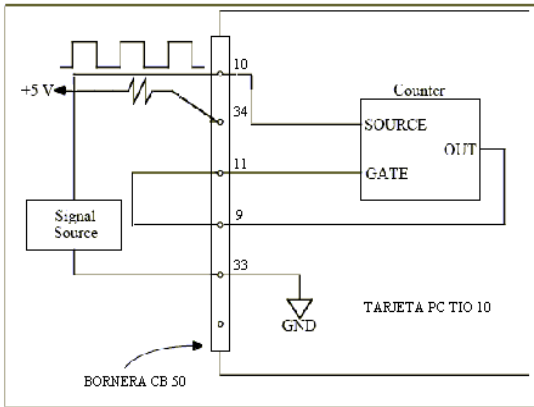 10
+5 V
34
Counter
SOURCE
OUT
11
GATE
9
Signal
Source
33
GND
TARJETA PC TIO 10
BORNERA CB 50